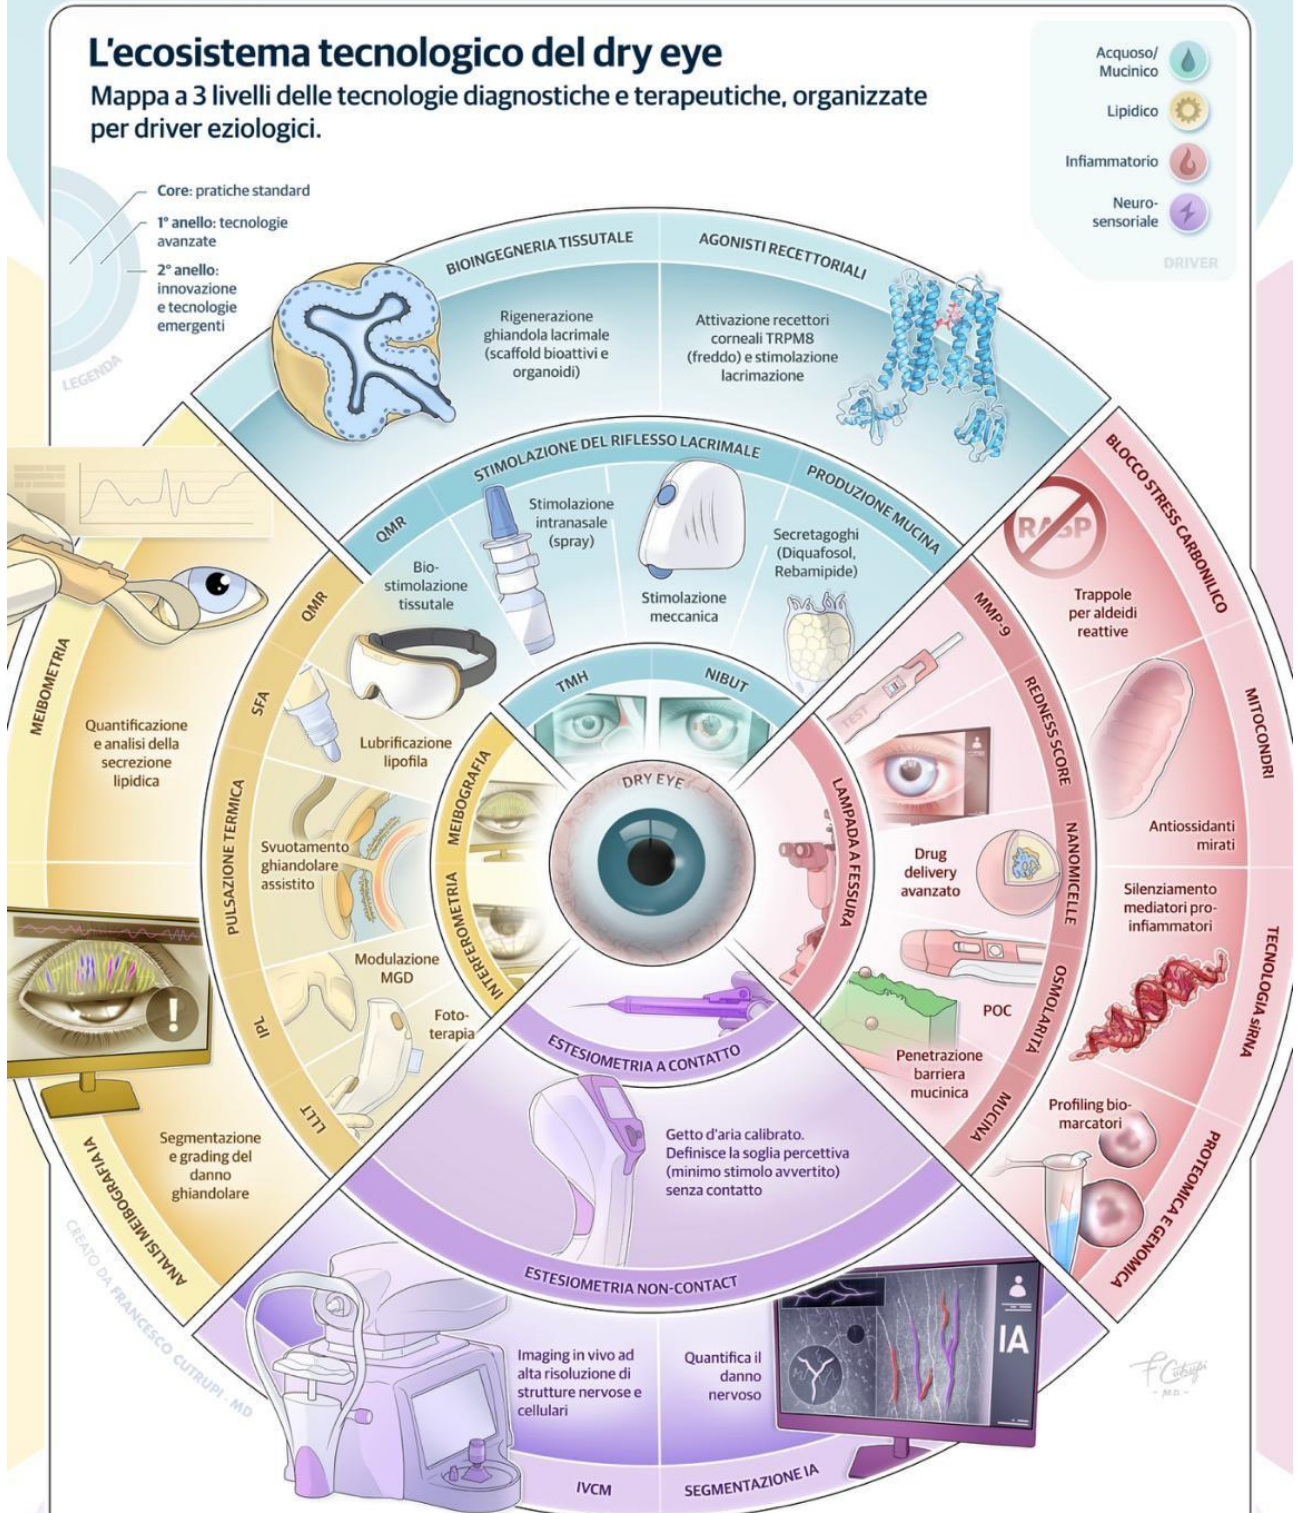 L'ecosistema tecnologico del dry eye
Mappa a 3 livelli delle tecnologie diagnostiche e terapeutiche, organizzate
per driver eziologici.
Acquoso/
Mucinico
Lipidico
Infiammatorio
Neuro-
sensoriale
DRIVER
Core: pratiche standard
1° anello: tecnologie
avanzate
2° anello:
innovazione
e tecnologie
emergenti
LEGENDA
BIOINGEGNERIA TISSUTALE
AGONISTI RECETTORIALI
Rigenerazione
ghiandola lacrimale
(scaffold bioattivi e
organoidi)
Attivazione recettori
corneali TRPM8
(freddo) e stimolazione
lacrimazione
QMR
STIMOLAZIONE DEL RIFLESSO LACRIMALE
PRODUZIONE MUCINA
Bio-
stimolazione
tissutale
Stimolazione
intranasale
(spray)
Stimolazione
meccanica
Secretagoghi
(Diquafosol,
Rebamipide)
TMH
NIBUT
DRY EYE
BLOCCO STRESS CARBONILICO
RASP
Trappole
per aldeidi
reattive
MITOCONDRI
Antiossidanti
mirati
TECNOLOGIA siRNA
Silenziamento
mediatori pro-
infiammatori
PROTEOMICA E GENOMICA
Profiling bio-
marcatori
MMP-9
TEST
REDNESS SCORE
NANOMICELLE
Drug
delivery
avanzato
OSMOLARITÀ
POC
MUCINA
Penetrazione
barriera
mucinica
LAMPADA A FESSURA
ESTESIOMETRIA A CONTATTO
Getto d'aria calibrato.
Definisce la soglia percettiva
(minimo stimolo avvertito)
senza contatto
ESTESIOMETRIA NON-CONTACT
Imaging in vivo ad
alta risoluzione di
strutture nervose e
cellulari
IVCM
Quantifica il
danno
nervoso
SEGMENTAZIONE IA
IA
MEIBOMETRIA
Quantificazione
e analisi della
secrezione
lipidica
ANALISI MEIBOGRAFIA IA
!
Segmentazione
e grading del
danno
ghiandolare
QMR
SFA
Lubrificazione
lipofila
PULSAZIONE TERMICA
Svuotamento
ghiandolare
assistito
IPL
Modulazione
MGD
LLLT
Foto-
terapia
MEIBOGRAFIA
INTERFEROMETRIA
CREATO DA FRANCESCO CUTRUPI · MD
F Cutrupi
- M.D. -